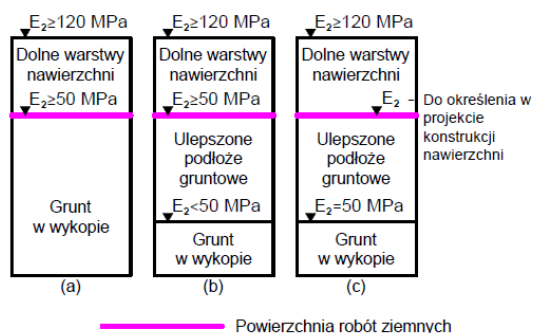 E₂≥120 MPa
Dolne warstwy
nawierzchni
E₂≥50 MPa
Grunt
w wykopie
(a)
E₂≥120 MPa
Dolne warstwy
nawierzchni
E₂≥50 MPa
Ulepszone
podłoże
gruntowe
E₂<50 MPa
Grunt
w wykopie
(b)
E₂≥120 MPa
Dolne warstwy
nawierzchni
E₂ - Do określenia w
projekcie
konstrukcji
nawierzchni
Ulepszone
podłoże
gruntowe
E₂=50 MPa
Grunt
w wykopie
(c)
Powierzchnia robót ziemnych